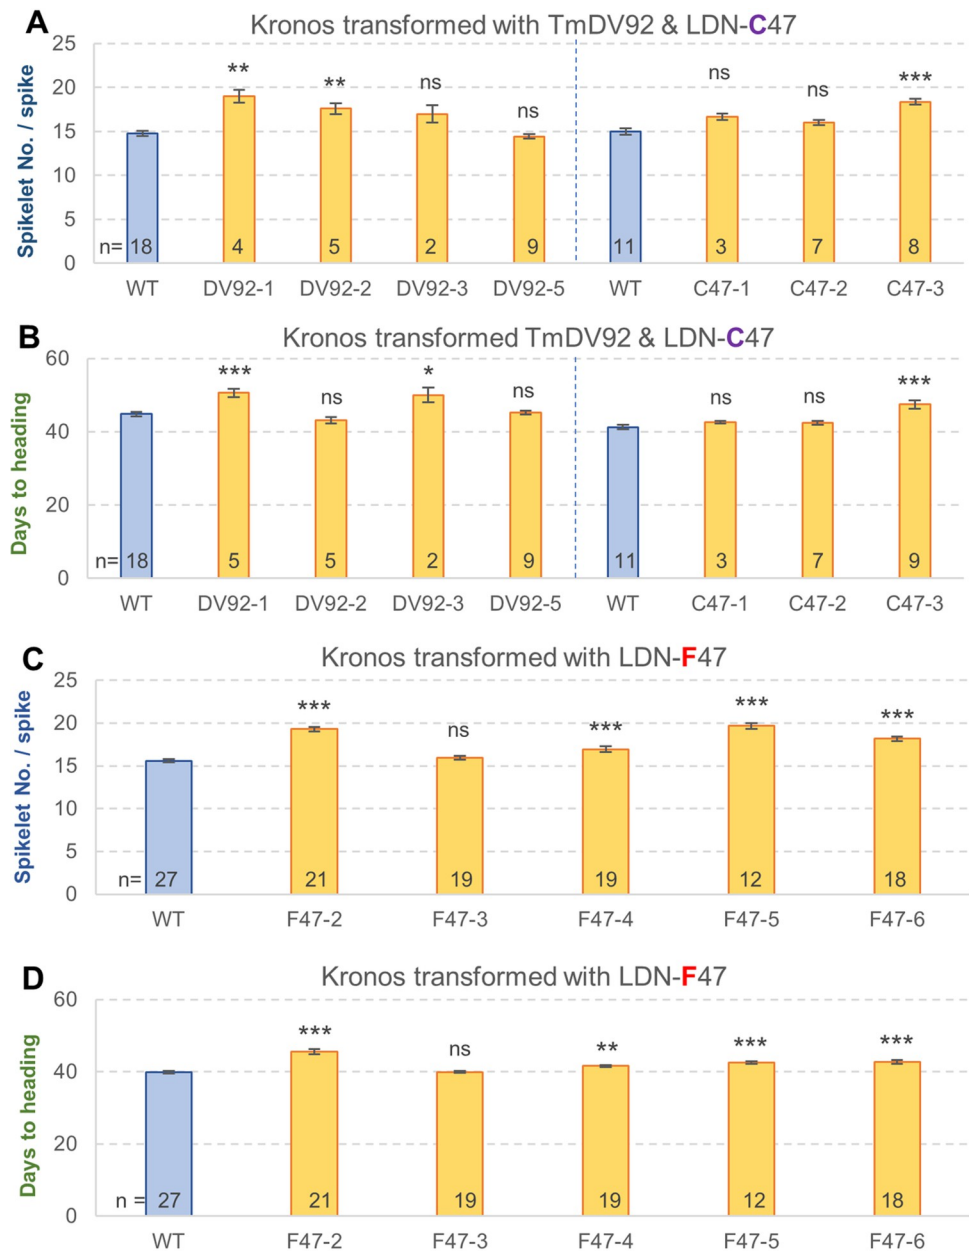 A
Kronos transformed with TmDV92 & LDN-C47
Spikelet No. / spike
25
20
15
10
5
0
** ** ns ns ns ns ***
n= 18 4 5 2 9 11 3 7 8
WT DV92-1 DV92-2 DV92-3 DV92-5 WT C47-1 C47-2 C47-3
B
Kronos transformed TmDV92 & LDN-C47
Days to heading
60
40
20
0
*** ns * ns ns ns ***
n= 18 5 5 2 9 11 3 7 9
WT DV92-1 DV92-2 DV92-3 DV92-5 WT C47-1 C47-2 C47-3
C
Kronos transformed with LDN-F47
Spikelet No. / spike
25
20
15
10
5
0
*** ns *** *** ***
n= 27 21 19 19 12 18
WT F47-2 F47-3 F47-4 F47-5 F47-6
D
Kronos transformed with LDN-F47
Days to heading
60
40
20
0
*** ns ** *** ***
n = 27 21 19 19 12 18
WT F47-2 F47-3 F47-4 F47-5 F47-6